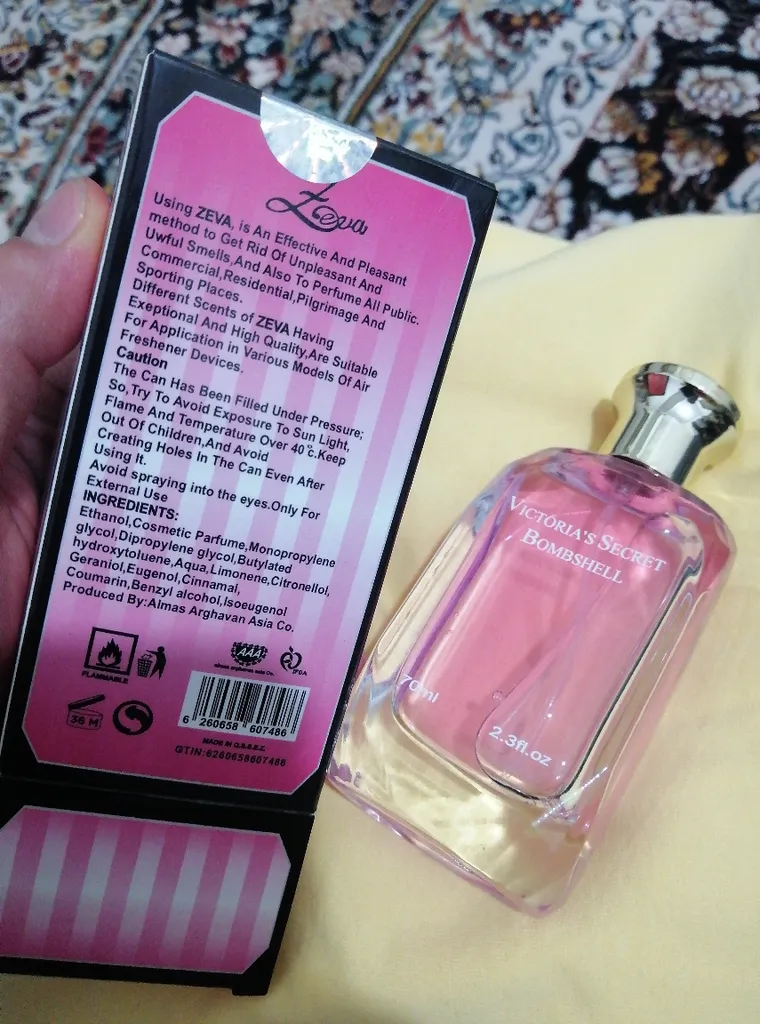 Zeva
Using ZEVA, is An Effective And Pleasant
method to Get Rid Of Unpleasant And
Uwful Smells,And Also To Perfume All Public.
Commercial,Residential,Pilgrimage And
Sporting Places.
Different Scents of ZEVA Having
Exeptional And High Quality,Are Suitable
For Application in Various Models Of Air
Freshener Devices.
Caution
The Can Has Been Filled Under Pressure;
So,Try To Avoid Exposure To Sun Light,
Flame And Temperature Over 40°c.Keep
Out Of Children,And Avoid
Creating Holes In The Can Even After
Using It.
Avoid spraying into the eyes.Only For
External Use
INGREDIENTS:
Ethanol,Cosmetic Parfume,Monopropylene
glycol,Dipropylene glycol,Butylated
hydroxytoluene,Aqua,Limonene,Citronellol,
Geraniol,Eugenol,Cinnamal,
Coumarin,Benzyl alcohol,Isoeugenol
Produced By:Almas Arghavan Asia Co.
FLAMMABLE
AAA
almas arghavan asia Co.
36 M
6 260658 607486
MADE IN
GTIN:6260658607486
VICTORIA'S SECRET
BOMBSHELL
70ml
2.3fl.oz